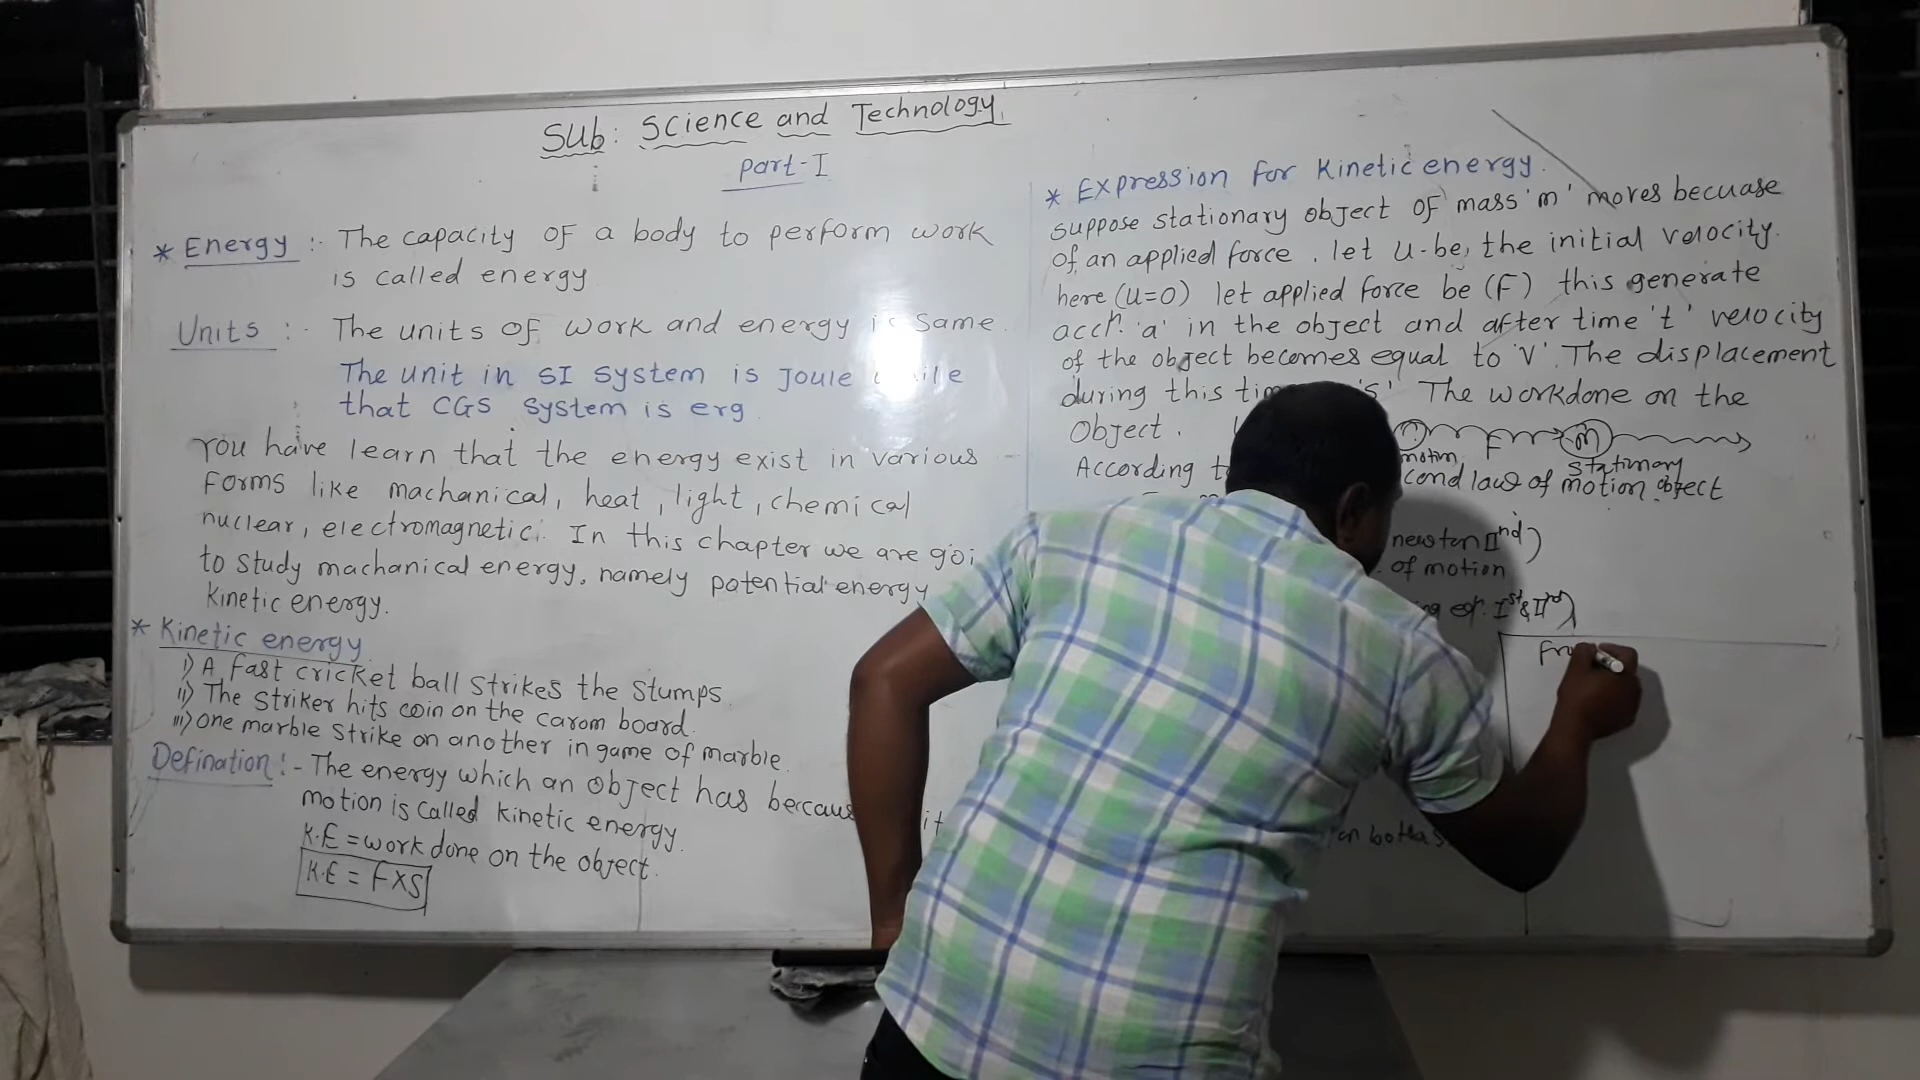 Sub: Science and Technology.
Part-I
* Energy :- The capacity of a body to perform work
is called energy
Units :- The units of work and energy is same.
The unit in SI system is Joule while
that CGS system is erg
You have learn that the energy exist in various
forms like machanical, heat, light, chemical
nuclear, electromagnetic. In this chapter we are goi
to study machanical energy, namely potential energy
kinetic energy.
* Kinetic energy
i) A fast cricket ball strikes the stumps.
ii) The striker hits coin on the carom board.
iii) One marble strike on another in game of marble.
Defination :- The energy which an object has beccaus it
motion is called kinetic energy.
K.E = work done on the object.
K.E = F×S
* Expression for Kinetic energy.
suppose stationary object of mass 'm' moves becuase
of an applied force. let u-be, the initial velocity.
here (u=0) let applied force be (F) this generate
accn. 'a' in the object and after time 't' velocity
of the object becomes equal to 'v'. The displacement
during this 's' The workdone on the
Object.
F m
motion stationary
According cond law of motion object
newton IInd)
of motion
eq. Ist & IInd)
on both s